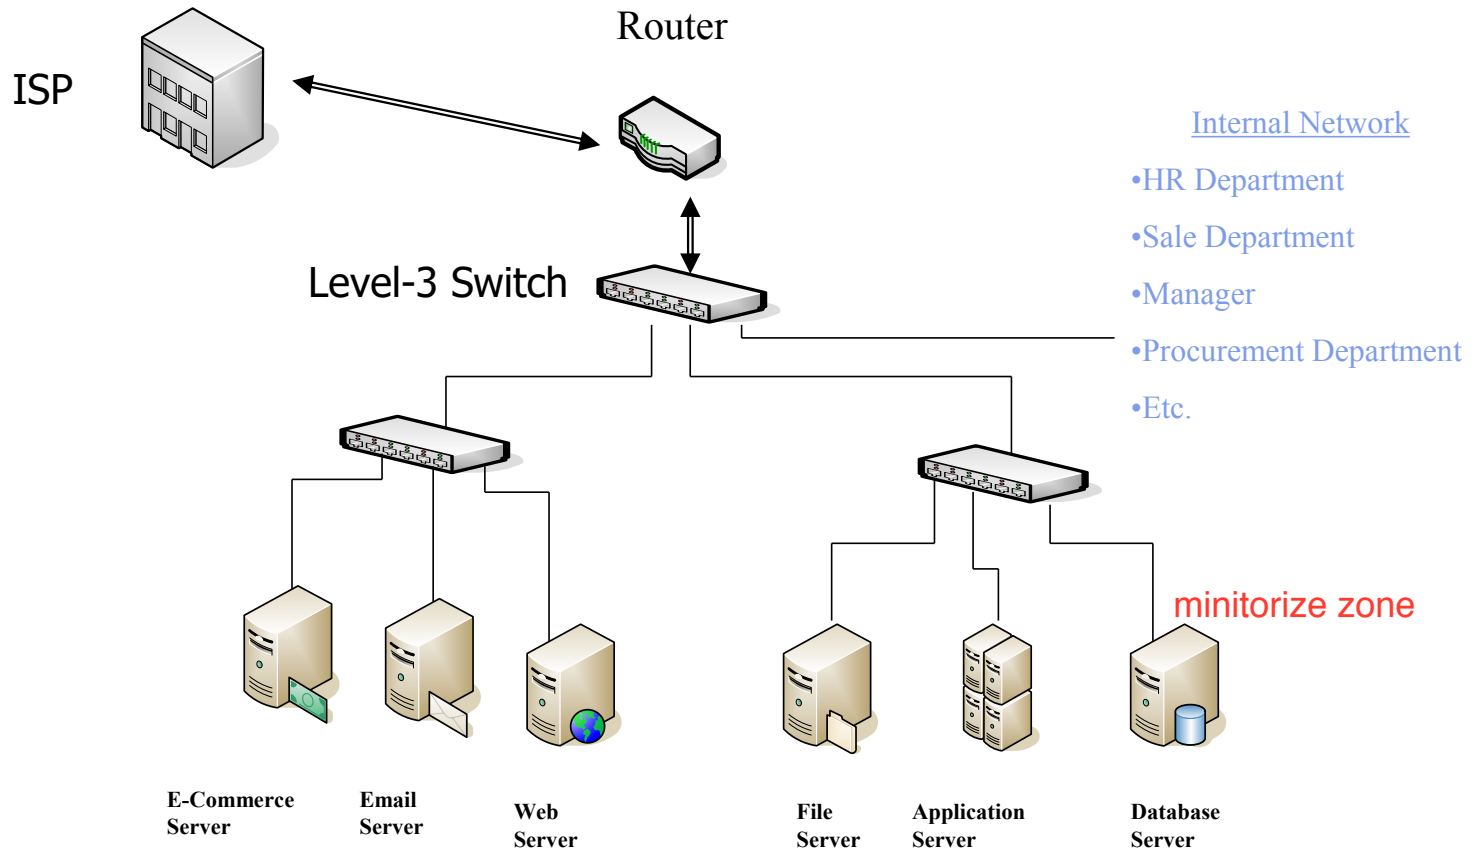 Router
ISP
Internal Network
•HR Department
•Sale Department
•Manager
•Procurement Department
•Etc.
Level-3 Switch
minitorize zone
E-Commerce
Server
Email
Server
Web
Server
File
Server
Application
Server
Database
Server